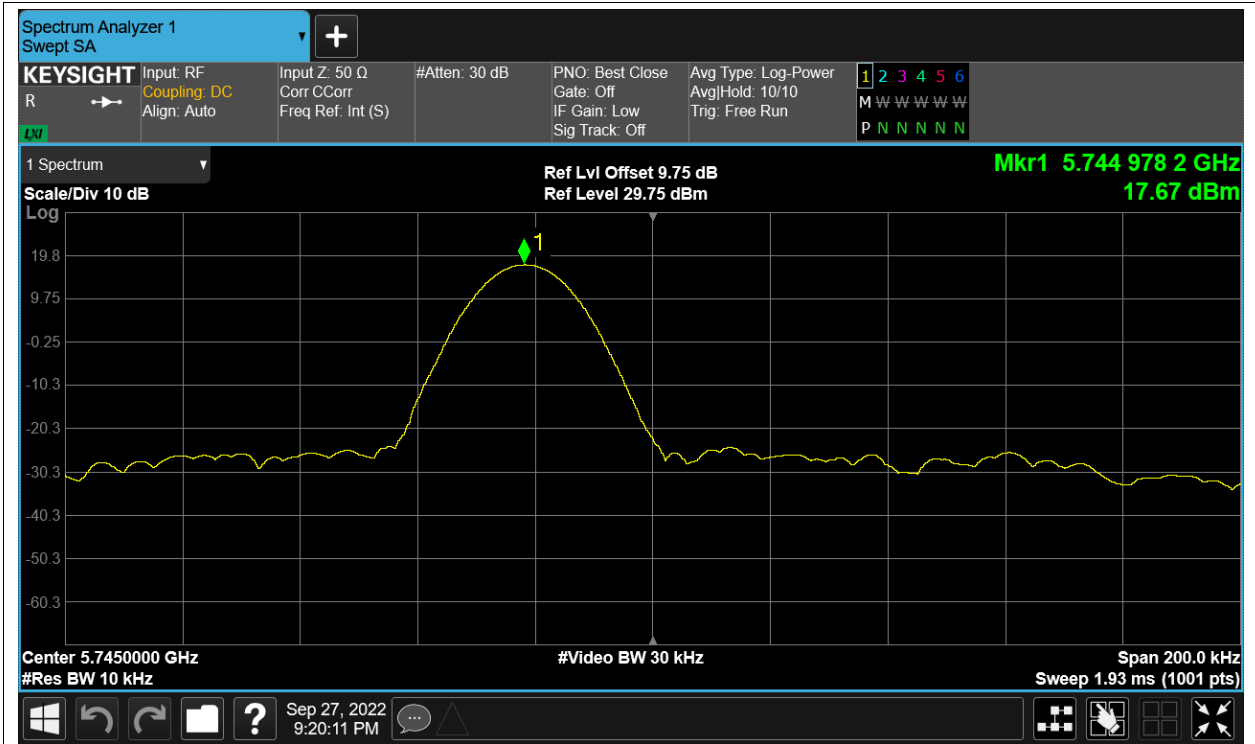 Spectrum Analyzer 1
Swept SA
KEYSIGHT
R
LXI
Input: RF
Coupling: DC
Align: Auto
Input Z: 50 Ω
Corr CCorr
Freq Ref: Int (S)
#Atten: 30 dB
PNO: Best Close
Gate: Off
IF Gain: Low
Sig Track: Off
Avg Type: Log-Power
Avg|Hold: 10/10
Trig: Free Run
1 2 3 4 5 6
M W W W W W
P N N N N N
1 Spectrum
Scale/Div 10 dB
Log
Ref Lvl Offset 9.75 dB
Ref Level 29.75 dBm
Mkr1 5.744 978 2 GHz
17.67 dBm
1
19.8
9.75
-0.25
-10.3
-20.3
-30.3
-40.3
-50.3
-60.3
Center 5.7450000 GHz
#Res BW 10 kHz
#Video BW 30 kHz
Span 200.0 kHz
Sweep 1.93 ms (1001 pts)
?
Sep 27, 2022
9:20:11 PM